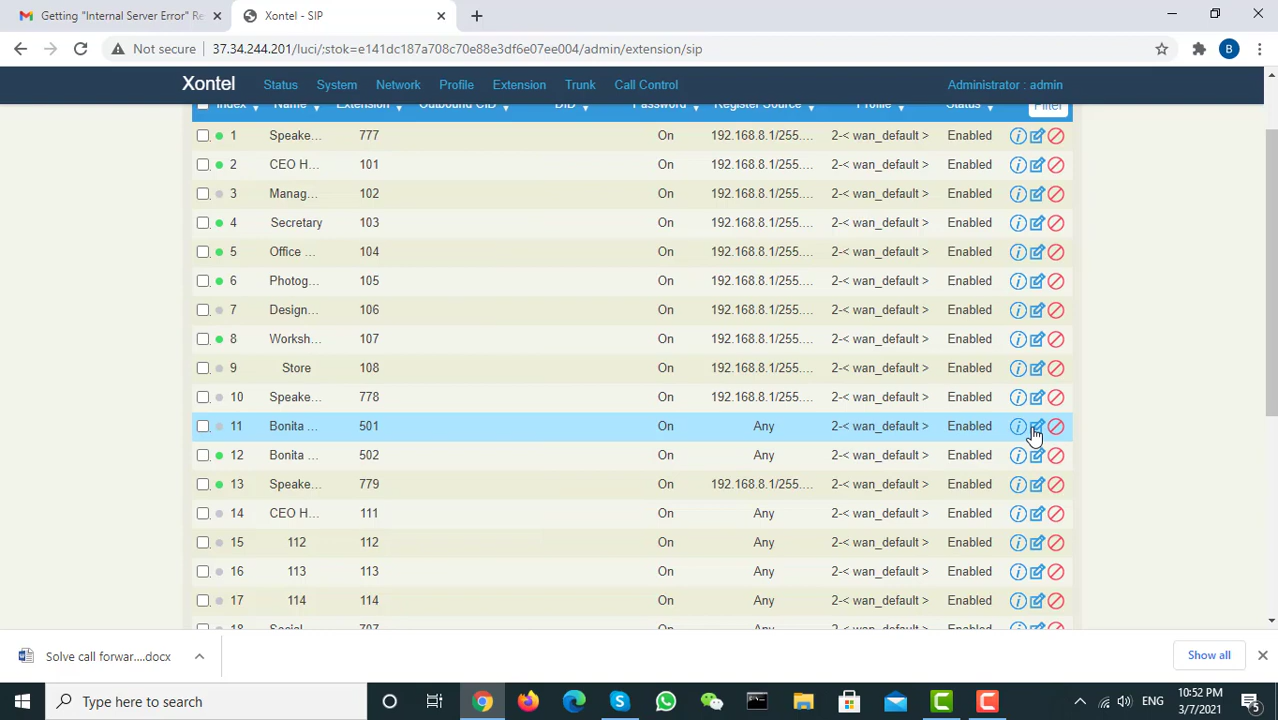 Getting "Internal Server Error" Re
Xontel - SIP
Not secure 37.34.244.201/luci/;stok=e141dc187a708c70e88e3df6e07ee004/admin/extension/sip
B
Xontel Status System Network Profile Extension Trunk Call Control Administrator : admin
Index Name Extension Outbound CID DID Password Register Source Profile Status Filter
1 Speake... 777 On 192.168.8.1/255.... 2-< wan_default > Enabled
2 CEO H... 101 On 192.168.8.1/255.... 2-< wan_default > Enabled
3 Manag... 102 On 192.168.8.1/255.... 2-< wan_default > Enabled
4 Secretary 103 On 192.168.8.1/255.... 2-< wan_default > Enabled
5 Office ... 104 On 192.168.8.1/255.... 2-< wan_default > Enabled
6 Photog... 105 On 192.168.8.1/255.... 2-< wan_default > Enabled
7 Design... 106 On 192.168.8.1/255.... 2-< wan_default > Enabled
8 Worksh... 107 On 192.168.8.1/255.... 2-< wan_default > Enabled
9 Store 108 On 192.168.8.1/255.... 2-< wan_default > Enabled
10 Speake... 778 On 192.168.8.1/255.... 2-< wan_default > Enabled
11 Bonita ... 501 On Any 2-< wan_default > Enabled
12 Bonita ... 502 On Any 2-< wan_default > Enabled
13 Speake... 779 On 192.168.8.1/255.... 2-< wan_default > Enabled
14 CEO H... 111 On Any 2-< wan_default > Enabled
15 112 112 On Any 2-< wan_default > Enabled
16 113 113 On Any 2-< wan_default > Enabled
17 114 114 On Any 2-< wan_default > Enabled
18 Social... 707 On Any 2-< wan_default > Enabled
Solve call forwar....docx
Show all
Type here to search
ENG
10:52 PM
3/7/2021
5